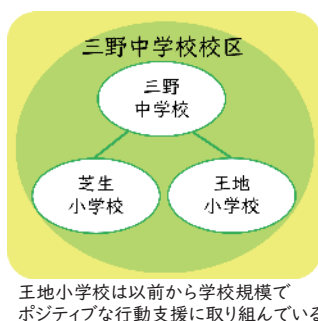 三野中学校校区
三野
中学校
芝生
小学校
王地
小学校
王地小学校は以前から学校規模で
ポジティブな行動支援に取り組んでいる